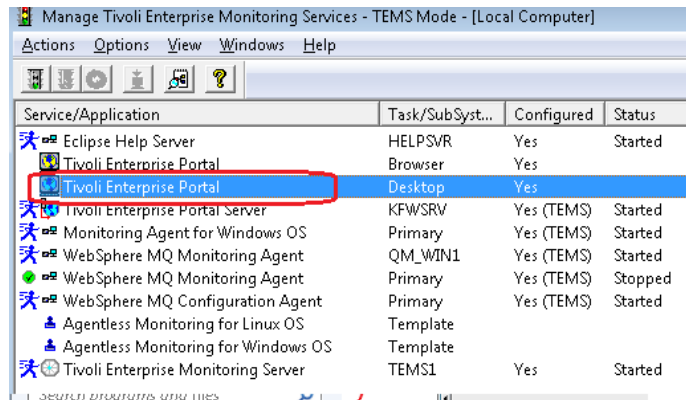 Manage Tivoli Enterprise Monitoring Services - TEMS Mode - [Local Computer]
Actions Options View Windows Help
Service/Application Task/SubSyst... Configured Status
Eclipse Help Server HELPSVR Yes Started
Tivoli Enterprise Portal Browser Yes
Tivoli Enterprise Portal Desktop Yes
Tivoli Enterprise Portal Server KFWSRV Yes (TEMS) Started
Monitoring Agent for Windows OS Primary Yes (TEMS) Started
WebSphere MQ Monitoring Agent QM_WIN1 Yes (TEMS) Started
WebSphere MQ Monitoring Agent Primary Yes (TEMS) Stopped
WebSphere MQ Configuration Agent Primary Yes (TEMS) Started
Agentless Monitoring for Linux OS Template
Agentless Monitoring for Windows OS Template
Tivoli Enterprise Monitoring Server TEMS1 Yes Started
Search programs and files